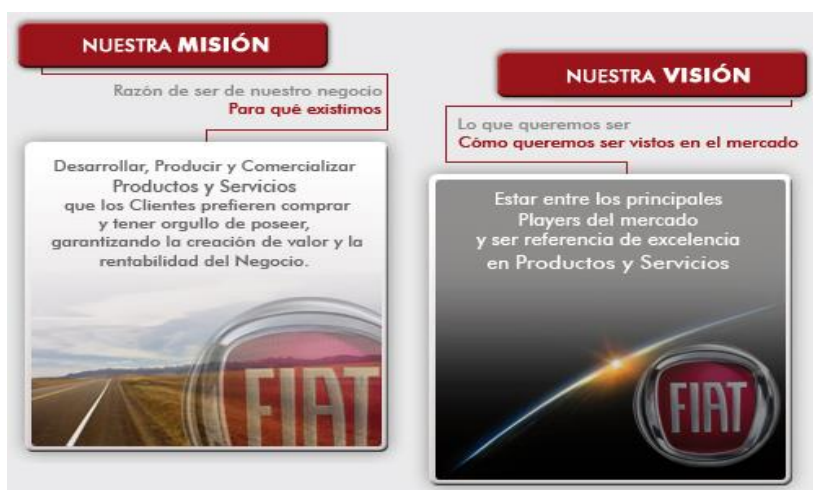 NUESTRA MISIÓN
Razón de ser de nuestro negocio
Para qué existimos
Desarrollar, Producir y Comercializar
Productos y Servicios
que los Clientes prefieren comprar
y tener orgullo de poseer,
garantizando la creación de valor y la
rentabilidad del Negocio.
FIAT
NUESTRA VISIÓN
Lo que queremos ser
Cómo queremos ser vistos en el mercado
Estar entre los principales
Players del mercado
y ser referencia de excelencia
en Productos y Servicios
FIAT